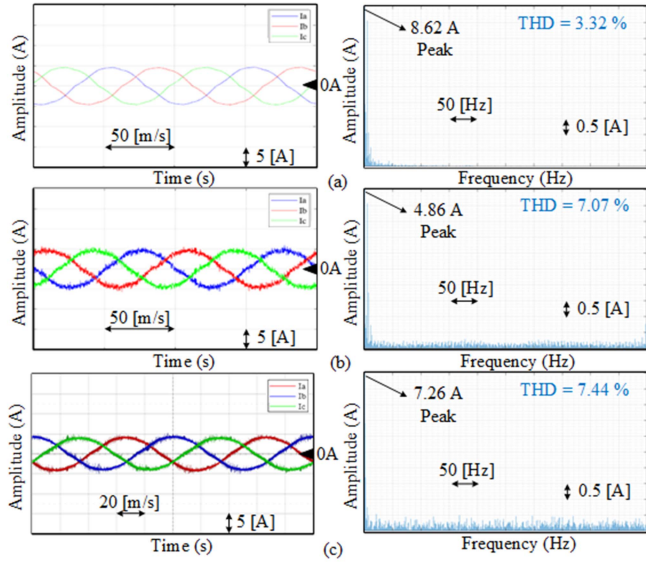 Amplitude (A)
Ia
Ib
Ic
0A
50 [m/s]
5 [A]
Time (s)
(a)
Amplitude (A)
8.62 A
Peak
THD = 3.32 %
50 [Hz]
0.5 [A]
Frequency (Hz)
Amplitude (A)
Ia
Ib
Ic
0A
50 [m/s]
5 [A]
Time (s)
(b)
Amplitude (A)
4.86 A
Peak
THD = 7.07 %
50 [Hz]
0.5 [A]
Frequency (Hz)
Amplitude (A)
Ia
Ib
Ic
0A
20 [m/s]
5 [A]
Time (s)
(c)
Amplitude (A)
7.26 A
Peak
THD = 7.44 %
50 [Hz]
0.5 [A]
Frequency (Hz)